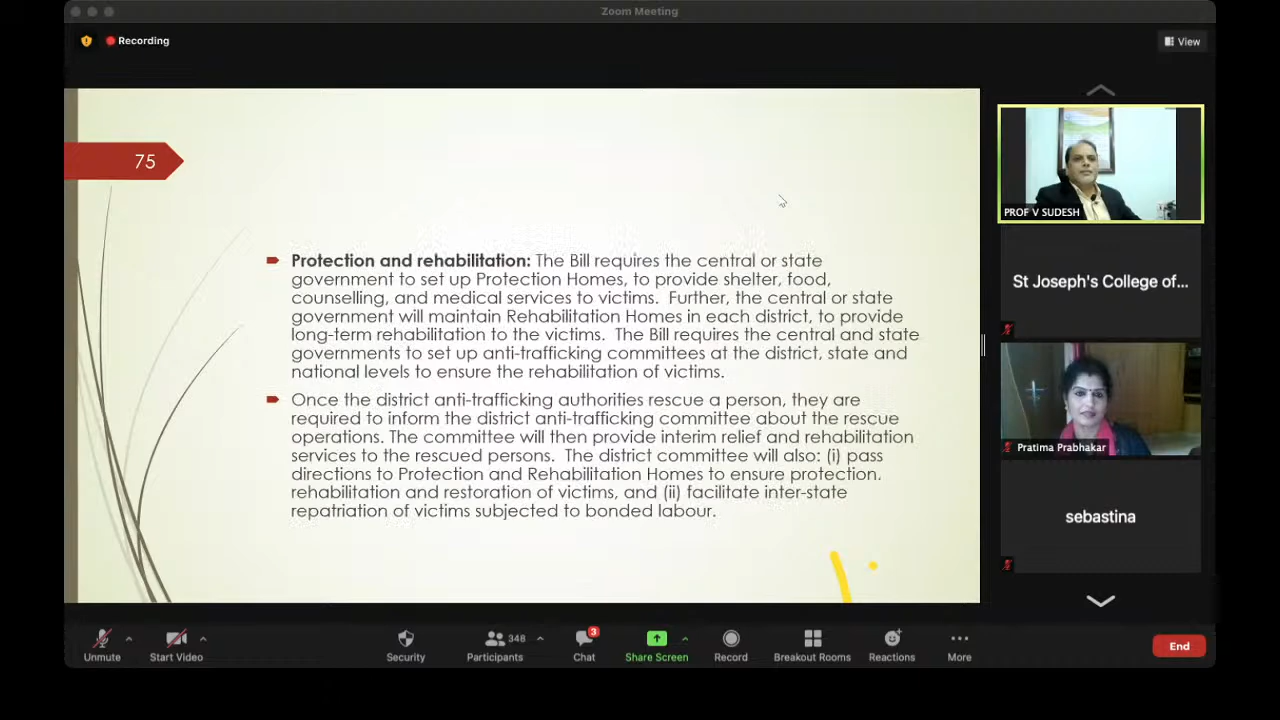 Zoom Meeting
Recording
View
75
Protection and rehabilitation: The Bill requires the central or state
government to set up Protection Homes, to provide shelter, food,
counselling, and medical services to victims. Further, the central or state
government will maintain Rehabilitation Homes in each district, to provide
long-term rehabilitation to the victims. The Bill requires the central and state
governments to set up anti-trafficking committees at the district, state and
national levels to ensure the rehabilitation of victims.
Once the district anti-trafficking authorities rescue a person, they are
required to inform the district anti-trafficking committee about the rescue
operations. The committee will then provide interim relief and rehabilitation
services to the rescued persons. The district committee will also: (i) pass
directions to Protection and Rehabilitation Homes to ensure protection.
rehabilitation and restoration of victims, and (ii) facilitate inter-state
repatriation of victims subjected to bonded labour.
PROF V SUDESH
St Joseph's College of...
Pratima Prabhakar
sebastina
Unmute
Start Video
Security
348
Participants
3
Chat
Share Screen
Record
Breakout Rooms
Reactions
More
End